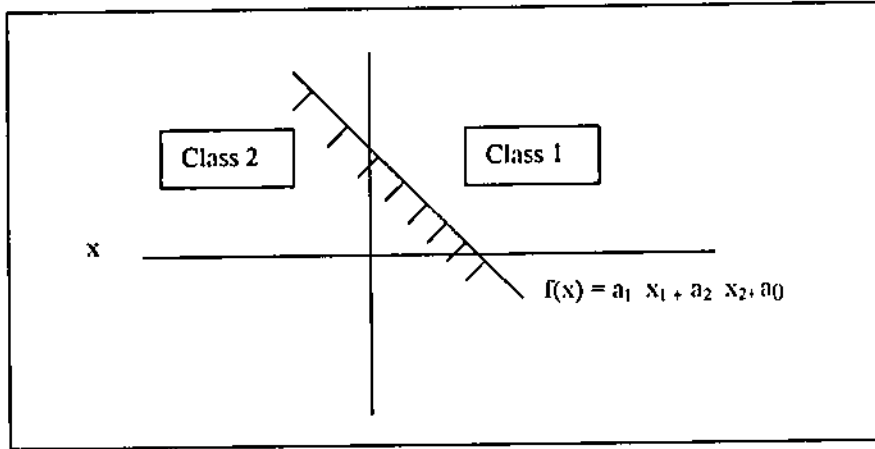 Class 2
Class 1
x
f(x) = a₁ x₁ + a₂ x₂ + a₀